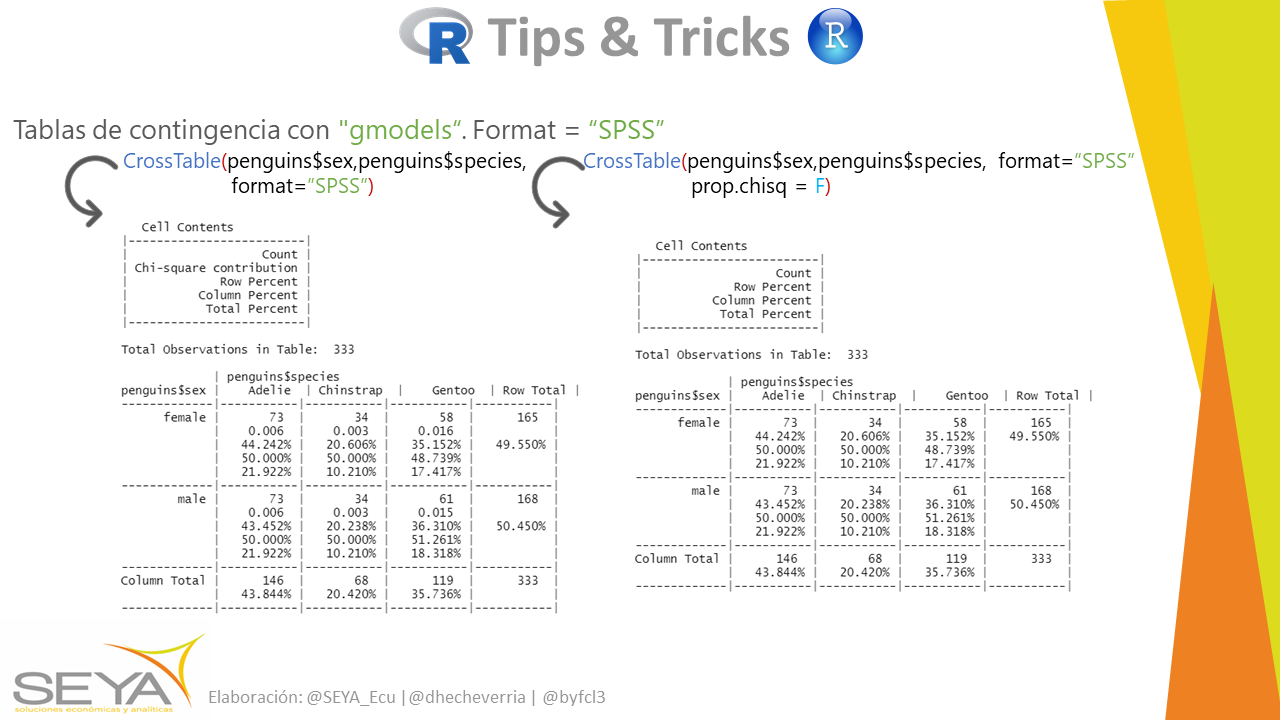 R Tips & Tricks R
Tablas de contingencia con "gmodels“. Format = “SPSS”
CrossTable(penguins$sex,penguins$species,
format=“SPSS”)
   Cell Contents
|-------------------------|
|                   Count |
| Chi-square contribution |
|             Row Percent |
|          Column Percent |
|           Total Percent |
|-------------------------|
Total Observations in Table:  333
             | penguins$species
penguins$sex |    Adelie  | Chinstrap  |    Gentoo  | Row Total |
-------------|-----------|-----------|-----------|-----------|
      female |       73 |       34 |       58 |      165 |
             |    0.006 |    0.003 |    0.016 |          |
             |  44.242% |  20.606% |  35.152% |  49.550% |
             |  50.000% |  50.000% |  48.739% |          |
             |  21.922% |  10.210% |  17.417% |          |
-------------|-----------|-----------|-----------|-----------|
        male |       73 |       34 |       61 |      168 |
             |    0.006 |    0.003 |    0.015 |          |
             |  43.452% |  20.238% |  36.310% |  50.450% |
             |  50.000% |  50.000% |  51.261% |          |
             |  21.922% |  10.210% |  18.318% |          |
-------------|-----------|-----------|-----------|-----------|
Column Total |      146 |       68 |      119 |      333 |
             |  43.844% |  20.420% |  35.736% |          |
-------------|-----------|-----------|-----------|-----------|
CrossTable(penguins$sex,penguins$species,  format=“SPSS”
prop.chisq = F)
   Cell Contents
|-------------------------|
|                   Count |
|             Row Percent |
|          Column Percent |
|           Total Percent |
|-------------------------|
Total Observations in Table:  333
             | penguins$species
penguins$sex |    Adelie  | Chinstrap  |    Gentoo  | Row Total |
-------------|-----------|-----------|-----------|-----------|
      female |       73 |       34 |       58 |      165 |
             |  44.242% |  20.606% |  35.152% |  49.550% |
             |  50.000% |  50.000% |  48.739% |          |
             |  21.922% |  10.210% |  17.417% |          |
-------------|-----------|-----------|-----------|-----------|
        male |       73 |       34 |       61 |      168 |
             |  43.452% |  20.238% |  36.310% |  50.450% |
             |  50.000% |  50.000% |  51.261% |          |
             |  21.922% |  10.210% |  18.318% |          |
-------------|-----------|-----------|-----------|-----------|
Column Total |      146 |       68 |      119 |      333 |
             |  43.844% |  20.420% |  35.736% |          |
-------------|-----------|-----------|-----------|-----------|
SEYA
soluciones económicas y analíticas
Elaboración: @SEYA_Ecu |@dhecheverria | @byfcl3